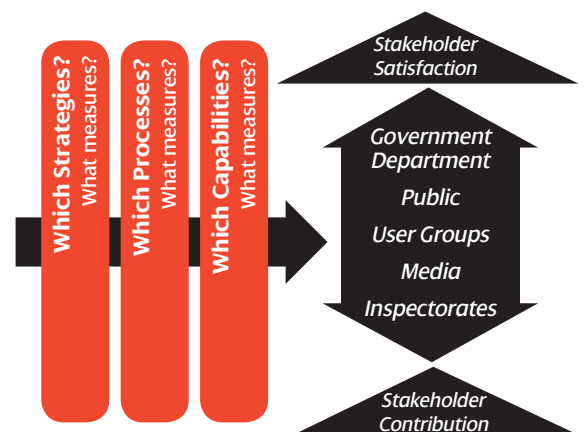 Which Strategies?
What measures?
Which Processes?
What measures?
Which Capabilities?
What measures?
Stakeholder
Satisfaction
Government
Department
Public
User Groups
Media
Inspectorates
Stakeholder
Contribution